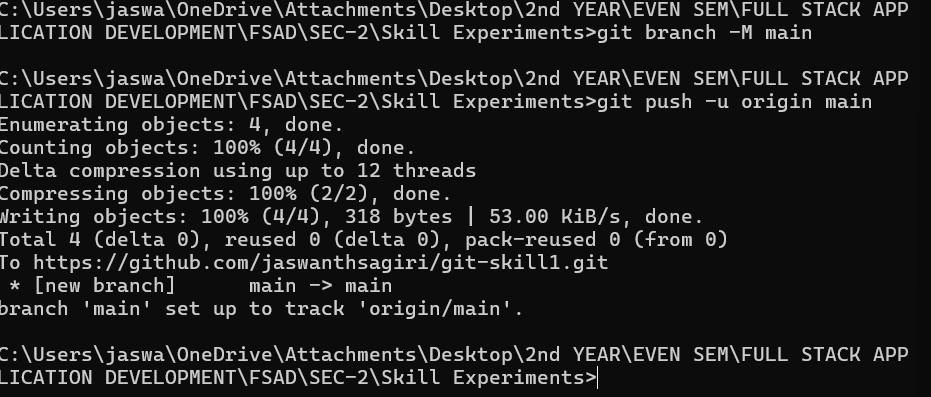 C:\Users\jaswa\OneDrive\Attachments\Desktop\2nd YEAR\EVEN SEM\FULL STACK APP
LICATION DEVELOPMENT\FSAD\SEC-2\Skill Experiments>git branch -M main
C:\Users\jaswa\OneDrive\Attachments\Desktop\2nd YEAR\EVEN SEM\FULL STACK APP
LICATION DEVELOPMENT\FSAD\SEC-2\Skill Experiments>git push -u origin main
Enumerating objects: 4, done.
Counting objects: 100% (4/4), done.
Delta compression using up to 12 threads
Compressing objects: 100% (2/2), done.
Writing objects: 100% (4/4), 318 bytes | 53.00 KiB/s, done.
Total 4 (delta 0), reused 0 (delta 0), pack-reused 0 (from 0)
To https://github.com/jaswanthsagiri/git-skill1.git
 * [new branch]      main -> main
branch 'main' set up to track 'origin/main'.
C:\Users\jaswa\OneDrive\Attachments\Desktop\2nd YEAR\EVEN SEM\FULL STACK APP
LICATION DEVELOPMENT\FSAD\SEC-2\Skill Experiments>